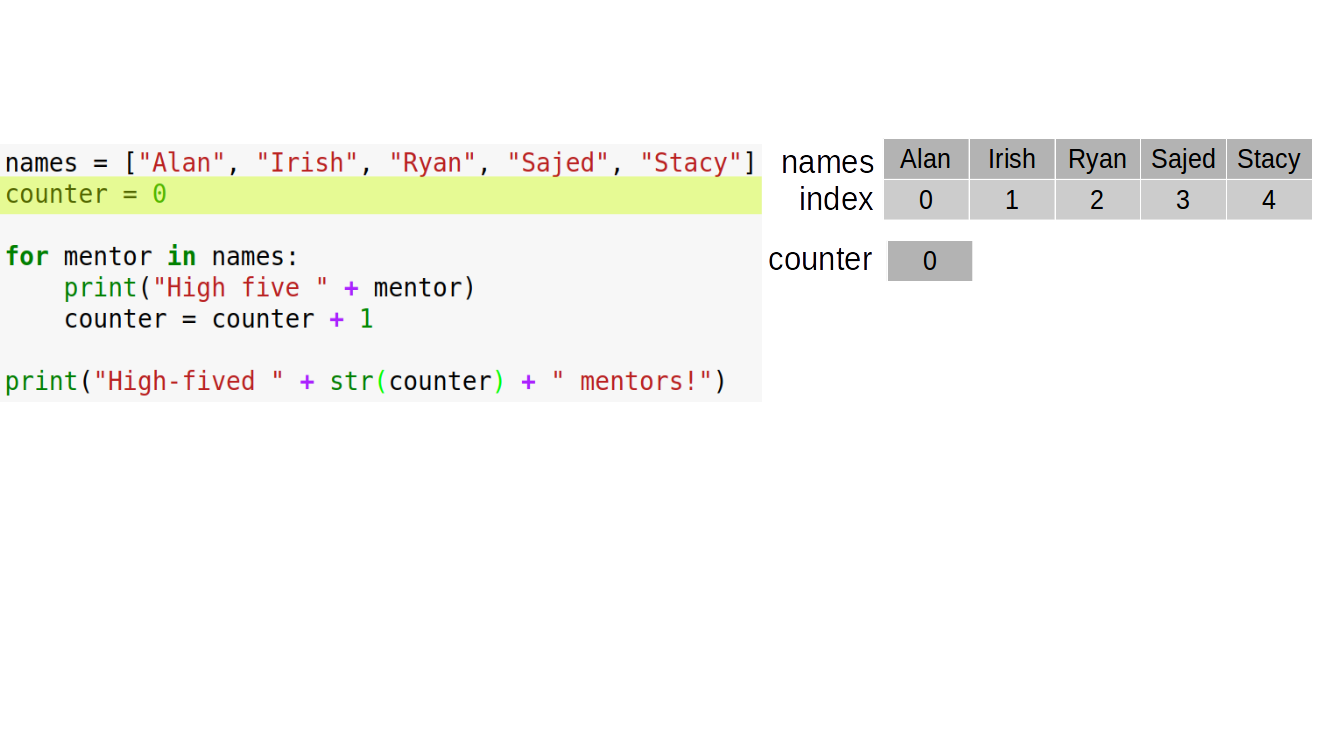 names = ["Alan", "Irish", "Ryan", "Sajed", "Stacy"]
counter = 0
for mentor in names:
    print("High five " + mentor)
    counter = counter + 1
print("High-fived " + str(counter) + " mentors!")
names Alan Irish Ryan Sajed Stacy
index 0 1 2 3 4
counter 0